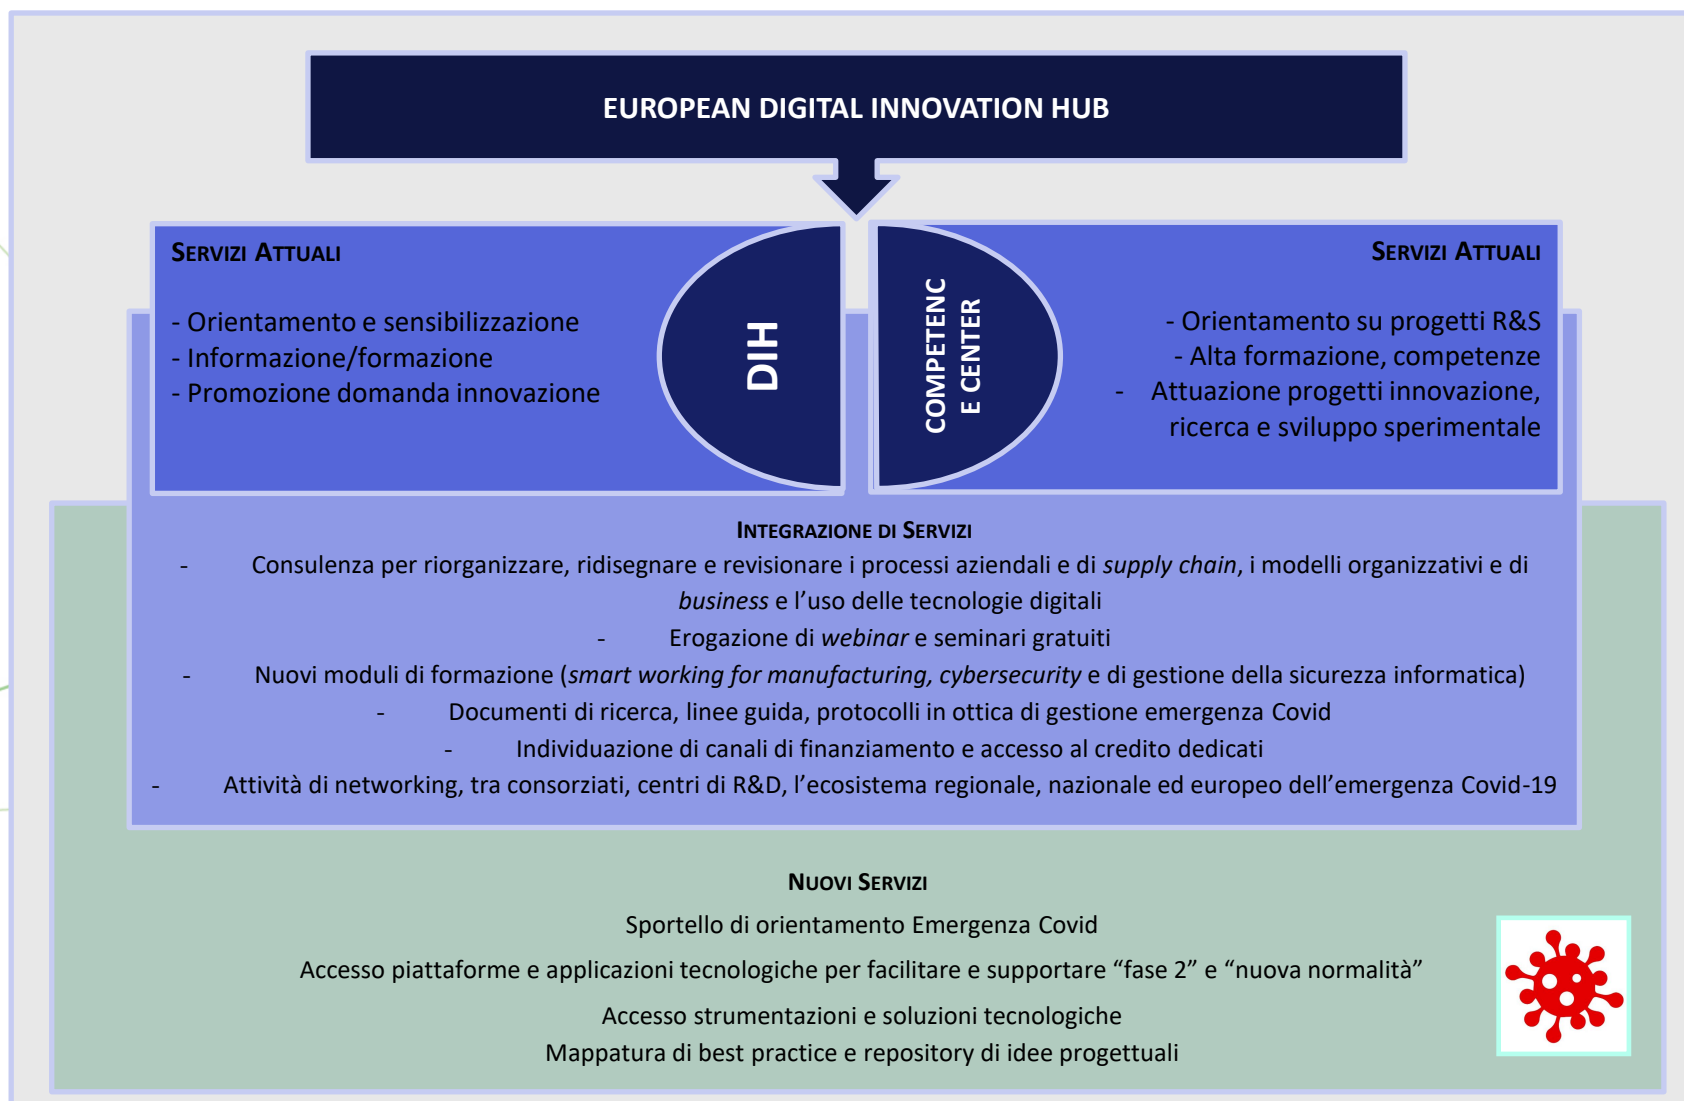 EUROPEAN DIGITAL INNOVATION HUB
SERVIZI ATTUALI
- Orientamento e sensibilizzazione
- Informazione/formazione
- Promozione domanda innovazione
DIH
COMPETENC
E CENTER
SERVIZI ATTUALI
- Orientamento su progetti R&S
- Alta formazione, competenze
- Attuazione progetti innovazione,
ricerca e sviluppo sperimentale
INTEGRAZIONE DI SERVIZI
- Consulenza per riorganizzare, ridisegnare e revisionare i processi aziendali e di supply chain, i modelli organizzativi e di
business e l’uso delle tecnologie digitali
- Erogazione di webinar e seminari gratuiti
- Nuovi moduli di formazione (smart working for manufacturing, cybersecurity e di gestione della sicurezza informatica)
- Documenti di ricerca, linee guida, protocolli in ottica di gestione emergenza Covid
- Individuazione di canali di finanziamento e accesso al credito dedicati
- Attività di networking, tra consorziati, centri di R&D, l’ecosistema regionale, nazionale ed europeo dell’emergenza Covid-19
NUOVI SERVIZI
Sportello di orientamento Emergenza Covid
Accesso piattaforme e applicazioni tecnologiche per facilitare e supportare “fase 2” e “nuova normalità”
Accesso strumentazioni e soluzioni tecnologiche
Mappatura di best practice e repository di idee progettuali